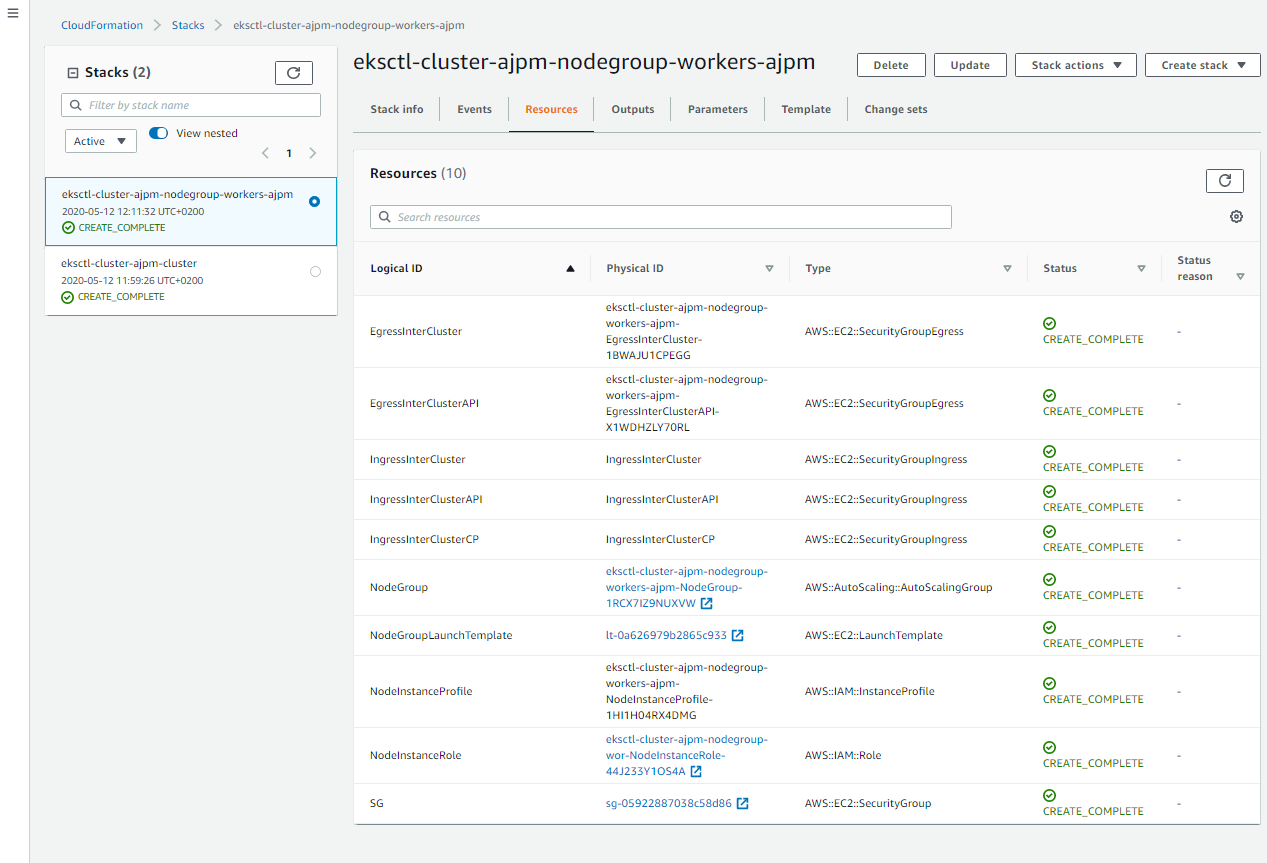 CloudFormation > Stacks > eksctl-cluster-ajpm-nodegroup-workers-ajpm
Stacks (2)
Filter by stack name
Active
View nested
1
eksctl-cluster-ajpm-nodegroup-workers-ajpm
2020-05-12 12:11:32 UTC+0200
CREATE_COMPLETE
eksctl-cluster-ajpm-cluster
2020-05-12 11:59:26 UTC+0200
CREATE_COMPLETE
eksctl-cluster-ajpm-nodegroup-workers-ajpm
Delete
Update
Stack actions
Create stack
Stack info
Events
Resources
Outputs
Parameters
Template
Change sets
Resources (10)
Search resources
Logical ID
Physical ID
Type
Status
Status
reason
EgressInterCluster
eksctl-cluster-ajpm-nodegroup-
workers-ajpm-
EgressInterCluster-
1BWAJU1CPEGG
AWS::EC2::SecurityGroupEgress
CREATE_COMPLETE
-
EgressInterClusterAPI
eksctl-cluster-ajpm-nodegroup-
workers-ajpm-
EgressInterClusterAPI-
X1WDHZLY70RL
AWS::EC2::SecurityGroupEgress
CREATE_COMPLETE
-
IngressInterCluster
IngressInterCluster
AWS::EC2::SecurityGroupIngress
CREATE_COMPLETE
-
IngressInterClusterAPI
IngressInterClusterAPI
AWS::EC2::SecurityGroupIngress
CREATE_COMPLETE
-
IngressInterClusterCP
IngressInterClusterCP
AWS::EC2::SecurityGroupIngress
CREATE_COMPLETE
-
NodeGroup
eksctl-cluster-ajpm-nodegroup-
workers-ajpm-NodeGroup-
1RCX7IZ9NUXVW
AWS::AutoScaling::AutoScalingGroup
CREATE_COMPLETE
-
NodeGroupLaunchTemplate
lt-0a626979b2865c933
AWS::EC2::LaunchTemplate
CREATE_COMPLETE
-
NodeInstanceProfile
eksctl-cluster-ajpm-nodegroup-
workers-ajpm-
NodeInstanceProfile-
1HI1H04RX4DMG
AWS::IAM::InstanceProfile
CREATE_COMPLETE
-
NodeInstanceRole
eksctl-cluster-ajpm-nodegroup-
wor-NodeInstanceRole-
44J233Y1OS4A
AWS::IAM::Role
CREATE_COMPLETE
-
SG
sg-05922887038c58d86
AWS::EC2::SecurityGroup
CREATE_COMPLETE
-